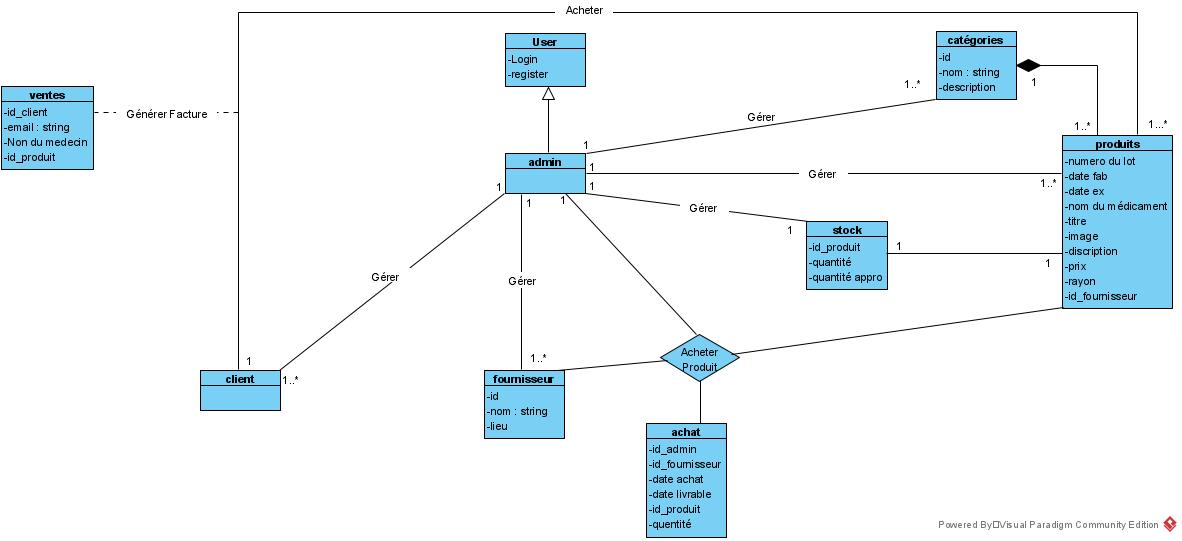 Acheter
User
-Login
-register
catégories
-id
-nom : string
-description
1
1..*
1..*
1...*
ventes
-id_client
-email : string
-Non du medecin
-id_produit
Générer Facture
Gérer
1
admin
1
1
1
1
1
Gérer
1..*
produits
-numero du lot
-date fab
-date ex
-nom du médicament
-titre
-image
-discription
-prix
-rayon
-id_fournisseur
Gérer
1
stock
-id_produit
-quantité
-quantité appro
1
1
Gérer
Gérer
1
1..*
client
1..*
fournisseur
-id
-nom : string
-lieu
Acheter
Produit
achat
-id_admin
-id_fournisseur
-date achat
-date livrable
-id_produit
-quentité
Powered By Visual Paradigm Community Edition